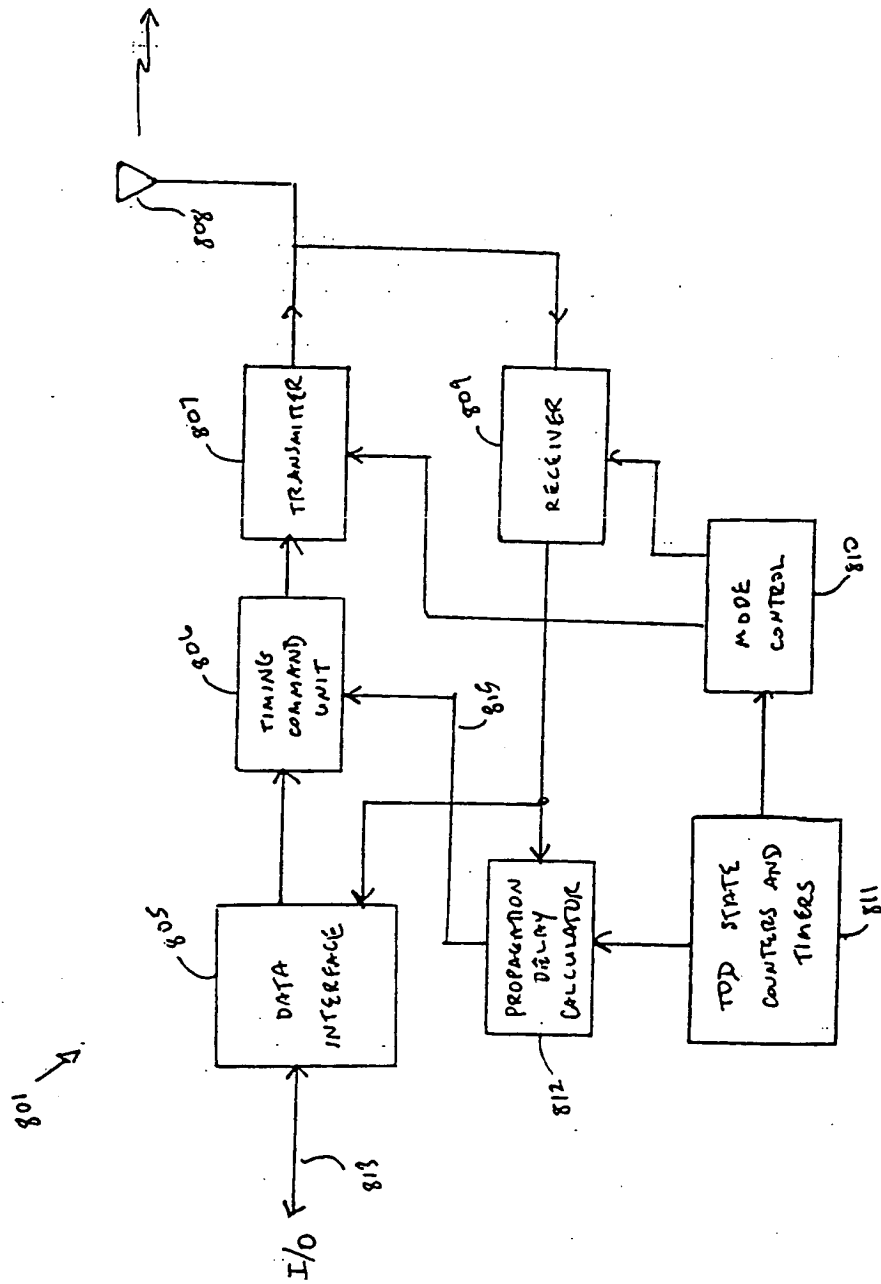 801
I/O
813
805
DATA
INTERFACE
806
TIMING
COMMAND
UNIT
807
TRANSMITTER
808
809
RECEIVER
815
812
PROPAGATION
DELAY
CALCULATOR
TDD STATE
COUNTERS AND
TIMERS
811
MODE
CONTROL
810